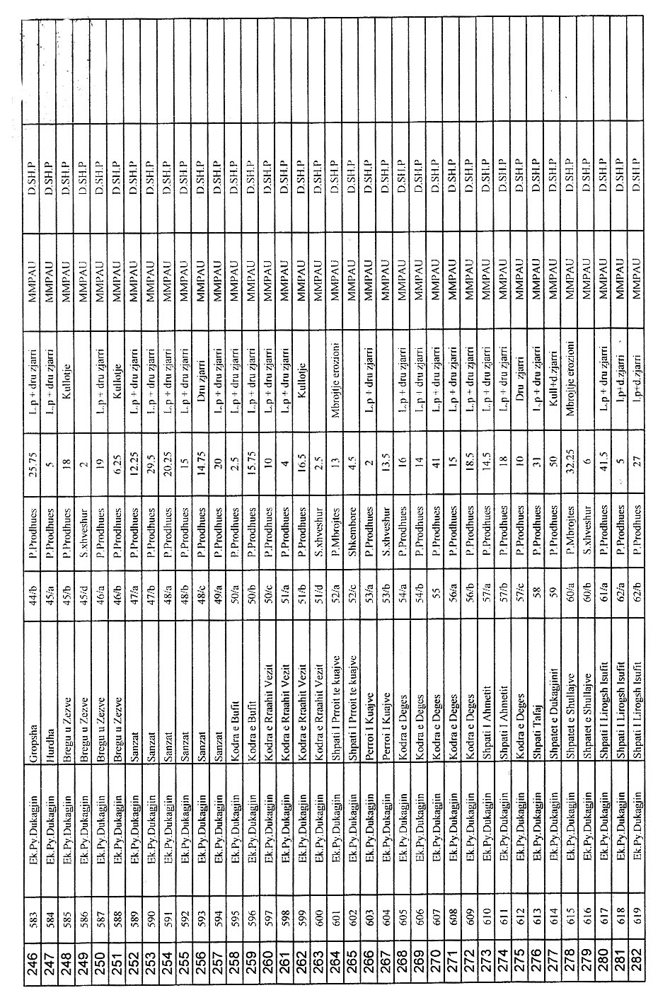 246 583 Ek.Py.Dukagjin Gropsha 44/b P.Prodhues 25.75 L.p + dru zjarri MMPAU D.SH.P
247 584 Ek.Py.Dukagjin Hurdha 45/a P.Prodhues 5 L.p + dru zjarri MMPAU D.SH.P
248 585 Ek.Py.Dukagjin Bregu u Zezve 45/b P.Prodhues 18 Kullotje MMPAU D.SH.P
249 586 Ek.Py.Dukagjin Bregu u Zezve 45/d S.xhveshur 2 MMPAU D.SH.P
250 587 Ek.Py.Dukagjin Bregu u Zezve 46/a P.Prodhues 19 L.p + dru zjarri MMPAU D.SH.P
251 588 Ek.Py.Dukagjin Bregu u Zezve 46/b P.Prodhues 6.25 Kullotje MMPAU D.SH.P
252 589 Ek.Py.Dukagjin Sanzat 47/a P.Prodhues 12.25 L.p + dru zjarri MMPAU D.SH.P
253 590 Ek.Py.Dukagjin Sanzat 47/b P.Prodhues 29.5 L.p + dru zjarri MMPAU D.SH.P
254 591 Ek.Py.Dukagjin Sanzat 48/a P.Prodhues 20.25 L.p + dru zjarri MMPAU D.SH.P
255 592 Ek.Py.Dukagjin Sanzat 48/b P.Prodhues 15 L.p + dru zjarri MMPAU D.SH.P
256 593 Ek.Py.Dukagjin Sanzat 48/c P.Prodhues 14.75 Dru zjarri MMPAU D.SH.P
257 594 Ek.Py.Dukagjin Sanzat 49/a P.Prodhues 20 L.p + dru zjarri MMPAU D.SH.P
258 595 Ek.Py.Dukagjin Kodra e Bufit 50/a P.Prodhues 2.5 L.p + dru zjarri MMPAU D.SH.P
259 596 Ek.Py.Dukagjin Kodra e Bufit 50/b P.Prodhues 15.75 L.p + dru zjarri MMPAU D.SH.P
260 597 Ek.Py.Dukagjin Kodra e Rraahit Vezit 50/c P.Prodhues 10 L.p + dru zjarri MMPAU D.SH.P
261 598 Ek.Py.Dukagjin Kodra e Rraahit Vezit 51/a P.Prodhues 4 L.p + dru zjarri MMPAU D.SH.P
262 599 Ek.Py.Dukagjin Kodra e Rraahit Vezit 51/b P.Prodhues 16.5 Kullotje MMPAU D.SH.P
263 600 Ek.Py.Dukagjin Kodra e Rraahit Vezit 51/d S.xhveshur 2.5 MMPAU D.SH.P
264 601 Ek.Py.Dukagjin Shpati I Prroit te kuajve 52/a P.Mbrojtes 13 Mbrojtje erozioni MMPAU D.SH.P
265 602 Ek.Py.Dukagjin Shpati I Prroit te kuajve 52/c Shkembore 4.5 MMPAU D.SH.P
266 603 Ek.Py.Dukagjin Perroi I Kuajve 53/a P.Prodhues 2 L.p + dru zjarri MMPAU D.SH.P
267 604 Ek.Py.Dukagjin Perroi I Kuajve 53/b S.xhveshur 13.5 MMPAU D.SH.P
268 605 Ek.Py.Dukagjin Kodra e Deges 54/a P.Prodhues 16 L.p + dru zjarri MMPAU D.SH.P
269 606 Ek.Py.Dukagjin Kodra e Deges 54/b P.Prodhues 14 L.p + dru zjarri MMPAU D.SH.P
270 607 Ek.Py.Dukagjin Kodra e Deges 55 P.Prodhues 41 L.p + dru zjarri MMPAU D.SH.P
271 608 Ek.Py.Dukagjin Kodra e Deges 56/a P.Prodhues 15 L.p + dru zjarri MMPAU D.SH.P
272 609 Ek.Py.Dukagjin Kodra e Deges 56/b P.Prodhues 18.5 L.p + dru zjarri MMPAU D.SH.P
273 610 Ek.Py.Dukagjin Shpati I Ahmetit 57/a P.Prodhues 14.5 L.p + dru zjarri MMPAU D.SH.P
274 611 Ek.Py.Dukagjin Shpati I Ahmetit 57/b P.Prodhues 18 L.p + dru zjarri MMPAU D.SH.P
275 612 Ek.Py.Dukagjin Kodra e Deges 57/c P.Prodhues 10 Dru zjarri MMPAU D.SH.P
276 613 Ek.Py.Dukagjin Shpati Tafaj 58 P.Prodhues 31 L.p + dru zjarri MMPAU D.SH.P
277 614 Ek.Py.Dukagjin Shpatet e Dukagjinit 59 P.Prodhues 50 Kull+d.zjarri MMPAU D.SH.P
278 615 Ek.Py.Dukagjin Shpatet e Shullajve 60/a P.Mbrojtes 32.25 Mbrojtje erozioni MMPAU D.SH.P
279 616 Ek.Py.Dukagjin Shpatet e Shullajve 60/b S.xhveshur 6 MMPAU D.SH.P
280 617 Ek.Py.Dukagjin Shpati I Lirogsh Isufit 61/a P.Prodhues 41.5 L.p + dru zjarri MMPAU D.SH.P
281 618 Ek.Py.Dukagjin Shpati I Lirogsh Isufit 62/a P.Prodhues 5 l.p+d.zjarri MMPAU D.SH.P
282 619 Ek.Py.Dukagjin Shpati I Lirogsh Isufit 62/b P.Prodhues 27 l.p+d.zjarri MMPAU D.SH.P